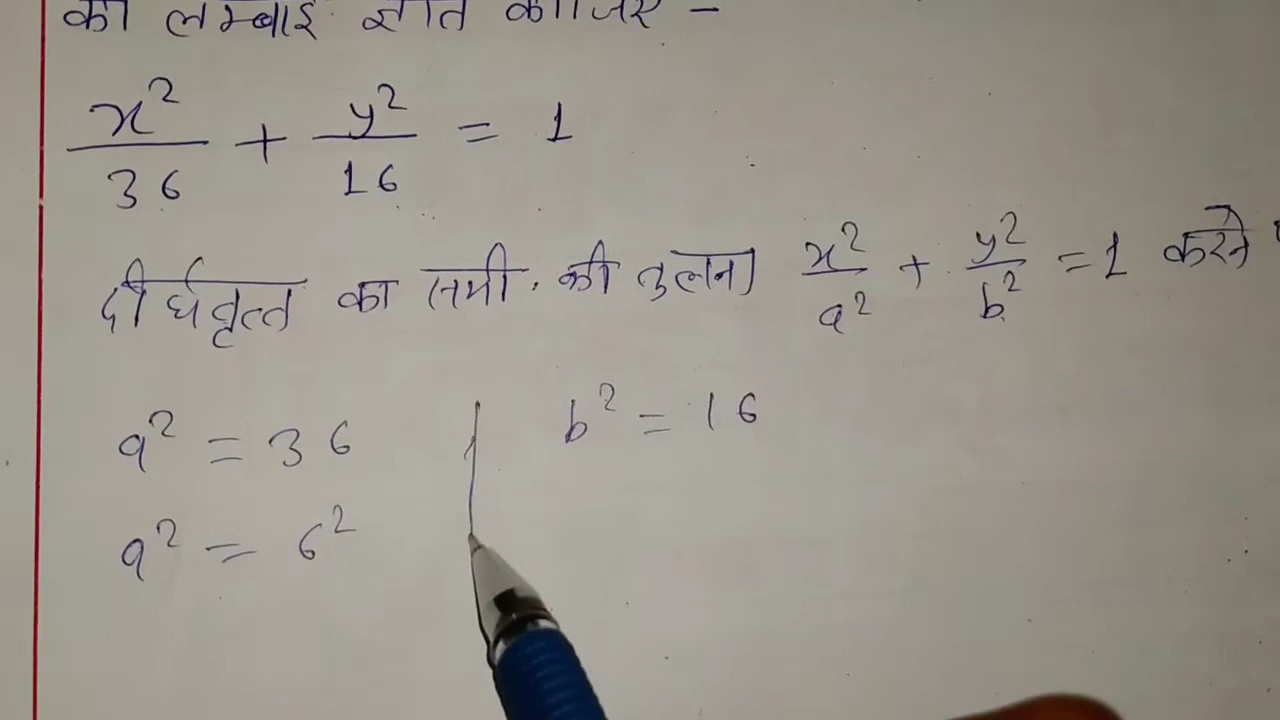 की लम्बाई ज्ञात कीजिए -
x²/36 + y²/16 = 1
दीर्घवृत्त का समी. की तुलना x²/a² + y²/b² = 1 करने
a² = 36 | b² = 16
a² = 6²